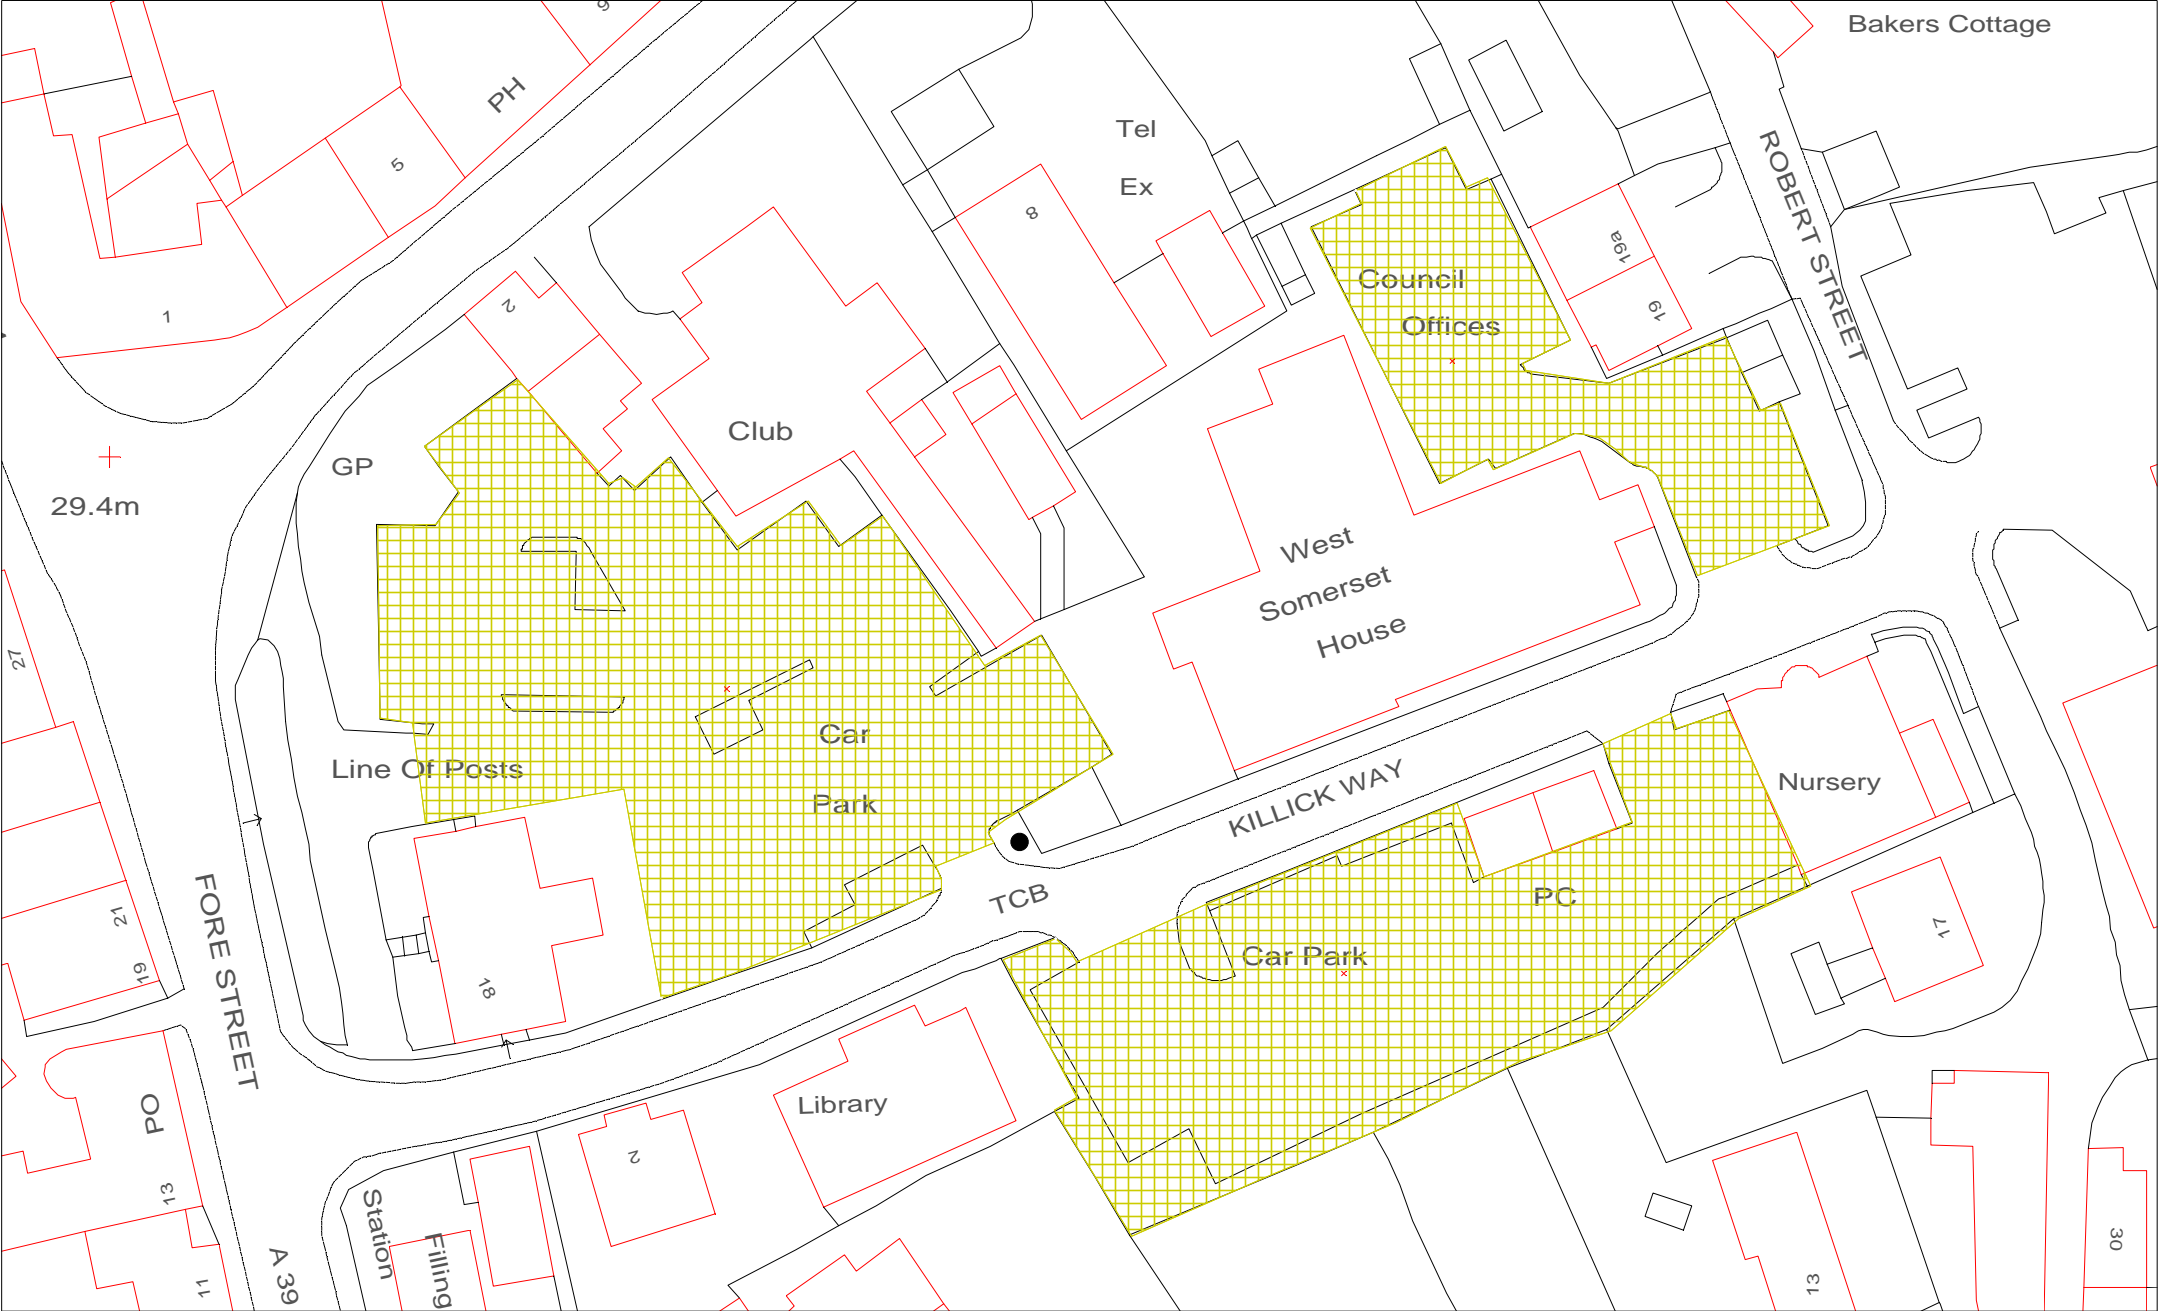 Bakers Cottage
PH
5
1
Tel
Ex
8
ROBERT STREET
19a
19
Council
Offices
2
Club
GP
29.4m
West
Somerset
House
27
Car
Park
Line Of Posts
KILLICK WAY
Nursery
TCB
PC
Car Park
FORE STREET
21
19
18
17
PO
13
Library
2
Station
Filling
A 39
11
13
30